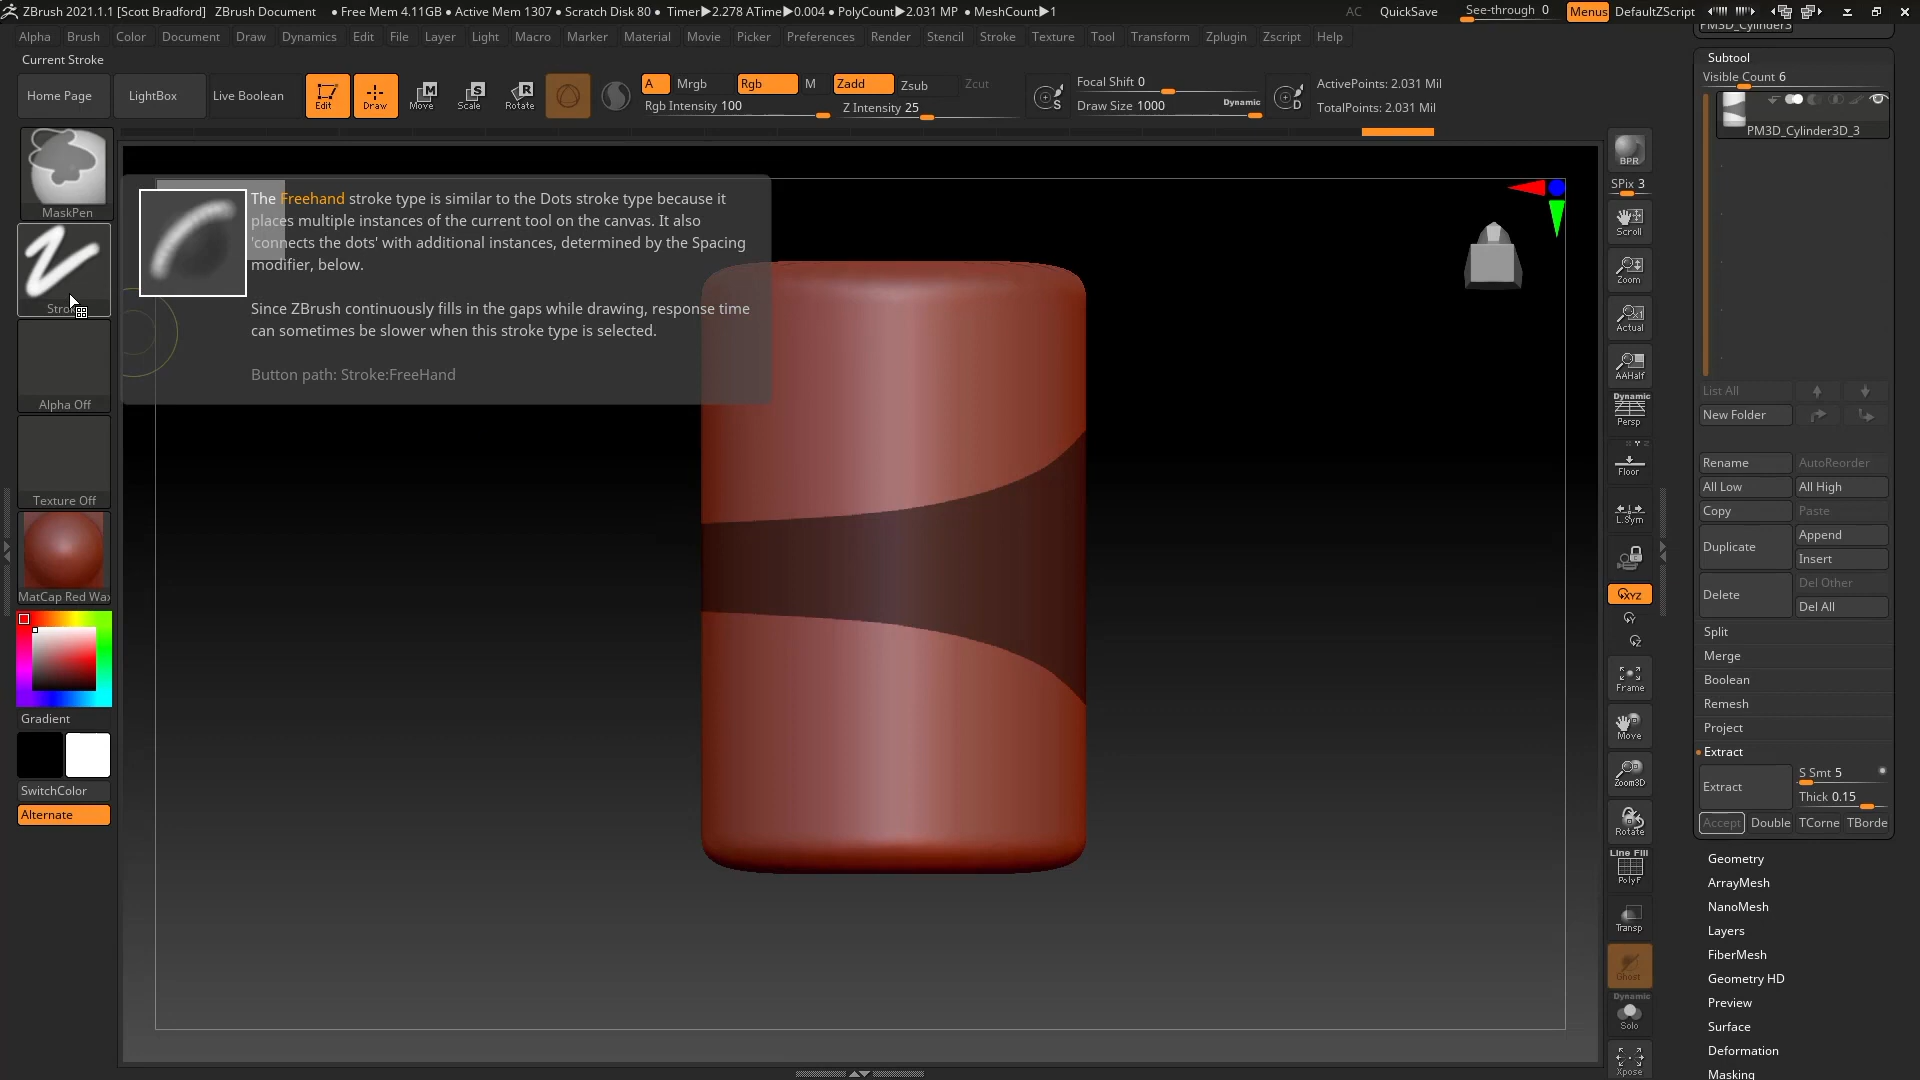 ZBrush 2021.1.1 [Scott Bradford] ZBrush Document • Free Mem 4.11GB • Active Mem 1307 • Scratch Disk 80 • Timer▶2.278 ATime▶0.004 • PolyCount▶2.031 MP • MeshCount▶1 AC QuickSave See-through 0 Menus DefaultZScript
Alpha Brush Color Document Draw Dynamics Edit File Layer Light Macro Marker Material Movie Picker Preferences Render Stencil Stroke Texture Tool Transform Zplugin Zscript Help
Current Stroke
Home Page LightBox Live Boolean Edit Draw Move Scale Rotate
A Mrgb Rgb M Zadd Zsub Zcut
Rgb Intensity 100 Z Intensity 25
Focal Shift 0
Draw Size 1000 Dynamic
ActivePoints: 2.031 Mil
TotalPoints: 2.031 Mil
MaskPen
Alpha Off
Texture Off
MatCap Red Wax
Gradient
SwitchColor
Alternate
The Freehand stroke type is similar to the Dots stroke type because it
places multiple instances of the current tool on the canvas. It also
'connects the dots' with additional instances, determined by the Spacing
modifier, below.
Since ZBrush continuously fills in the gaps while drawing, response time
can sometimes be slower when this stroke type is selected.
Button path: Stroke:FreeHand
BPR
SPix 3
Scroll
Zoom
Actual
AAHalf
Dynamic
Persp
Floor
L.Sym
XYZ
Y
Z
Frame
Move
Zoom3D
Rotate
Line Fill
PolyF
Transp
Ghost
Dynamic
Solo
Xpose
PM3D_Cylinder3
Subtool
Visible Count 6
PM3D_Cylinder3D_3
List All
New Folder
Rename AutoReorder
All Low All High
Copy Paste
Duplicate Append
Insert
Delete Del Other
Del All
Split
Merge
Boolean
Remesh
Project
Extract
Extract S Smt 5
Thick 0.15
Accept Double TCorne TBorde
Geometry
ArrayMesh
NanoMesh
Layers
FiberMesh
Geometry HD
Preview
Surface
Deformation
Masking